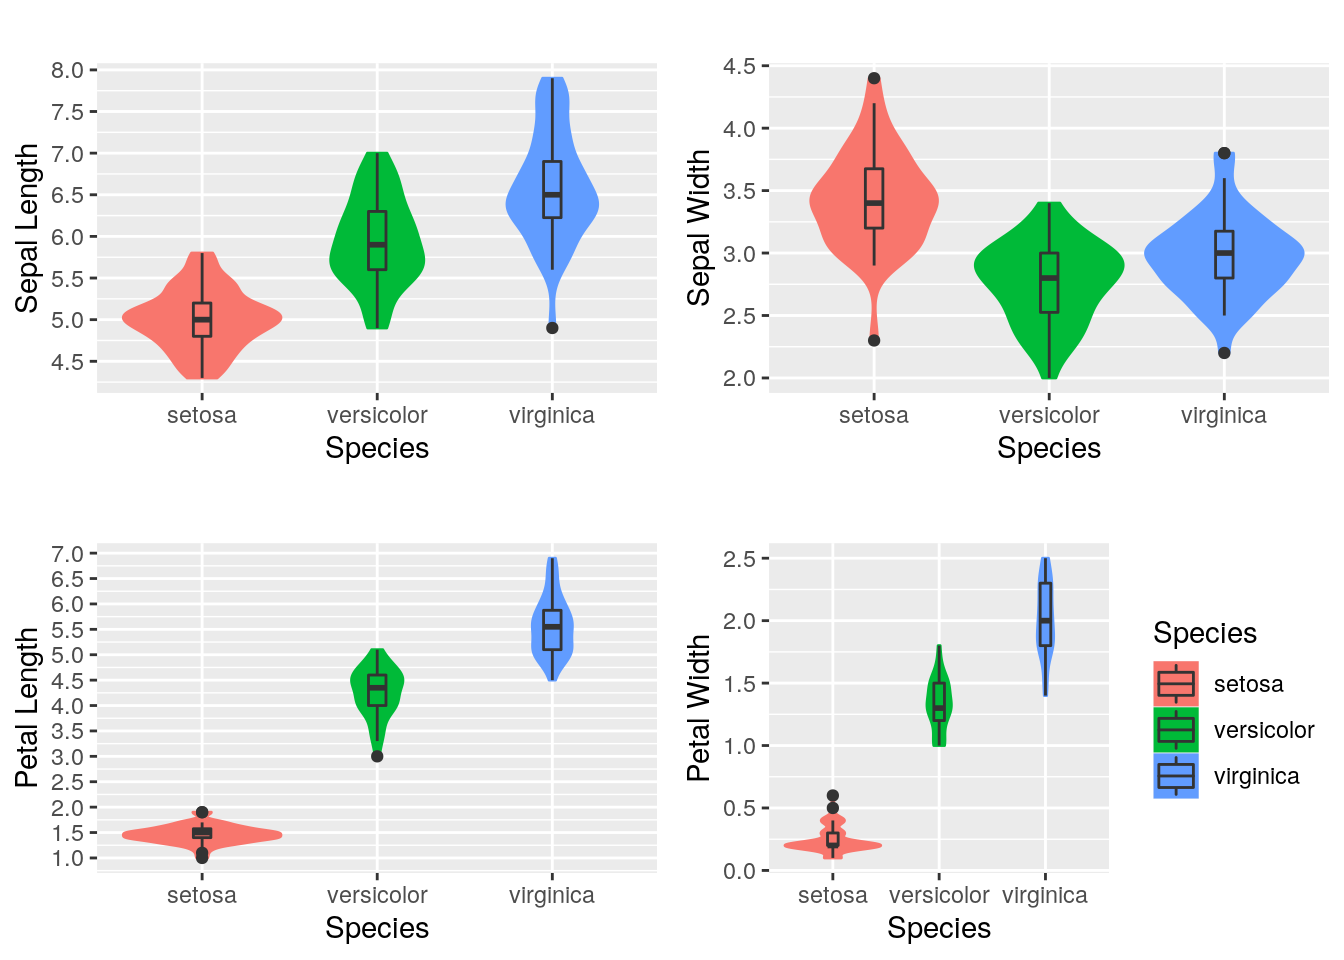 Sepal Length
8.0
7.5
7.0
6.5
6.0
5.5
5.0
4.5
setosa versicolor virginica
Species
Sepal Width
4.5
4.0
3.5
3.0
2.5
2.0
setosa versicolor virginica
Species
Petal Length
7.0
6.5
6.0
5.5
5.0
4.5
4.0
3.5
3.0
2.5
2.0
1.5
1.0
setosa versicolor virginica
Species
Petal Width
2.5
2.0
1.5
1.0
0.5
0.0
setosa versicolor virginica
Species
Species
setosa
versicolor
virginica